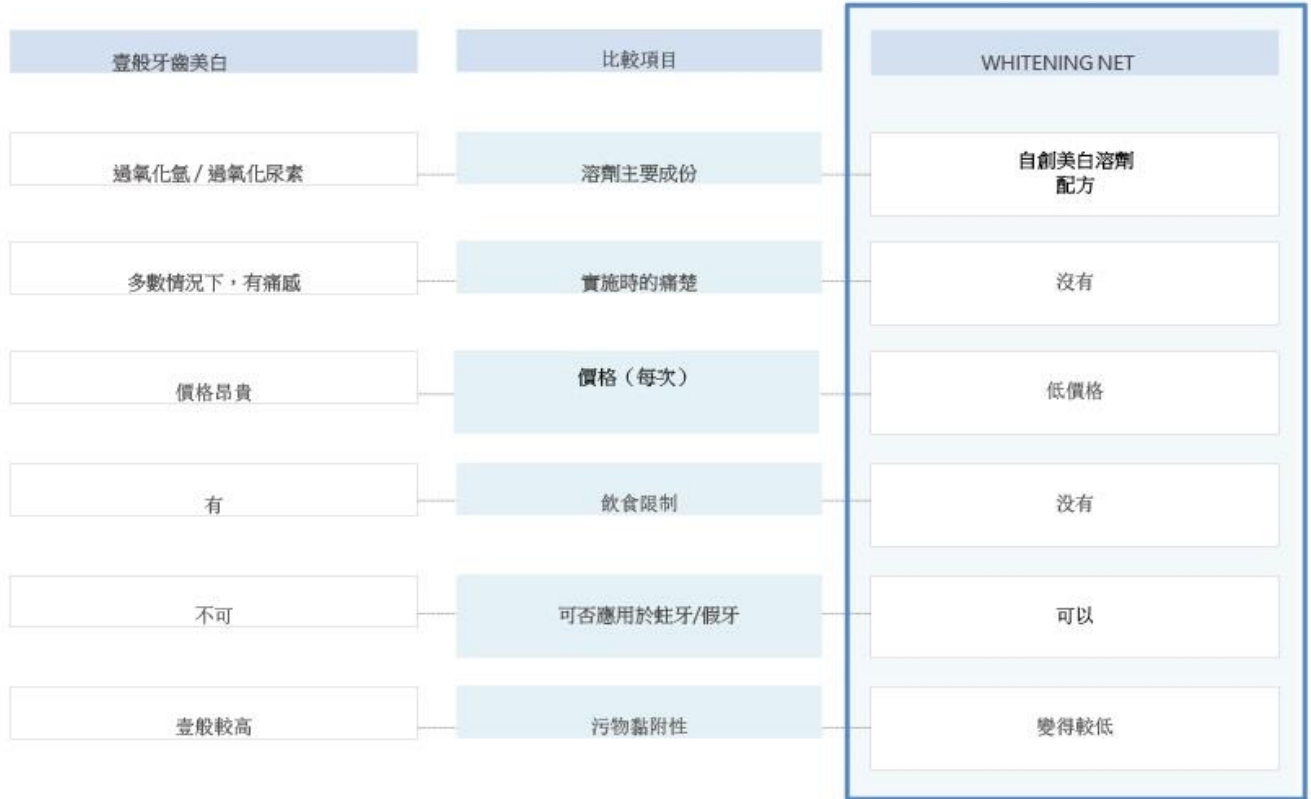 壹般牙齒美白
比較項目
WHITENING NET
過氧化氫 / 過氧化尿素
溶劑主要成份
自創美白溶劑
配方
多數情況下，有痛感
實施時的痛楚
沒有
價格昂貴
價格（每次）
低價格
有
飲食限制
没有
不可
可否應用於蛀牙/假牙
可以
壹般較高
污物黏附性
變得較低